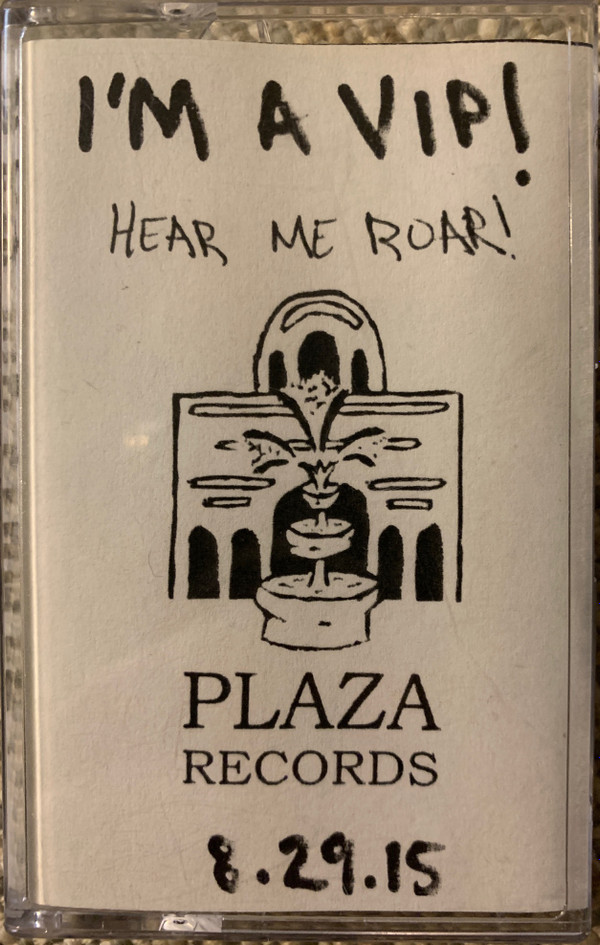 I'M A VIP!
HEAR ME ROAR!
PLAZA
RECORDS
8.29.15